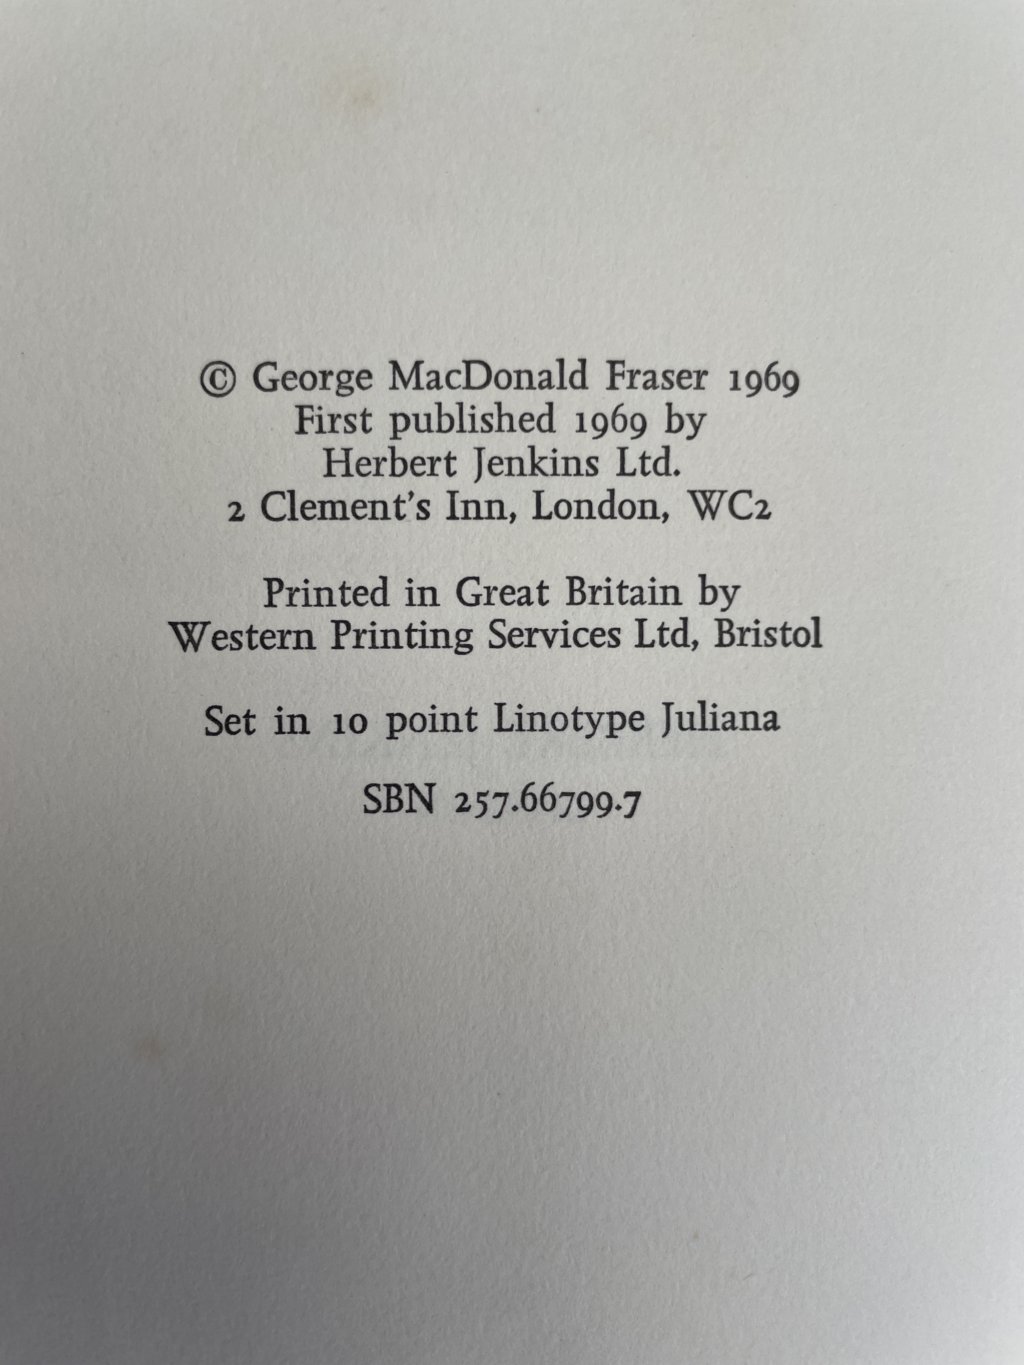 © George MacDonald Fraser 1969
First published 1969 by
Herbert Jenkins Ltd.
2 Clement's Inn, London, WC2
Printed in Great Britain by
Western Printing Services Ltd, Bristol
Set in 10 point Linotype Juliana
SBN 257.66799.7